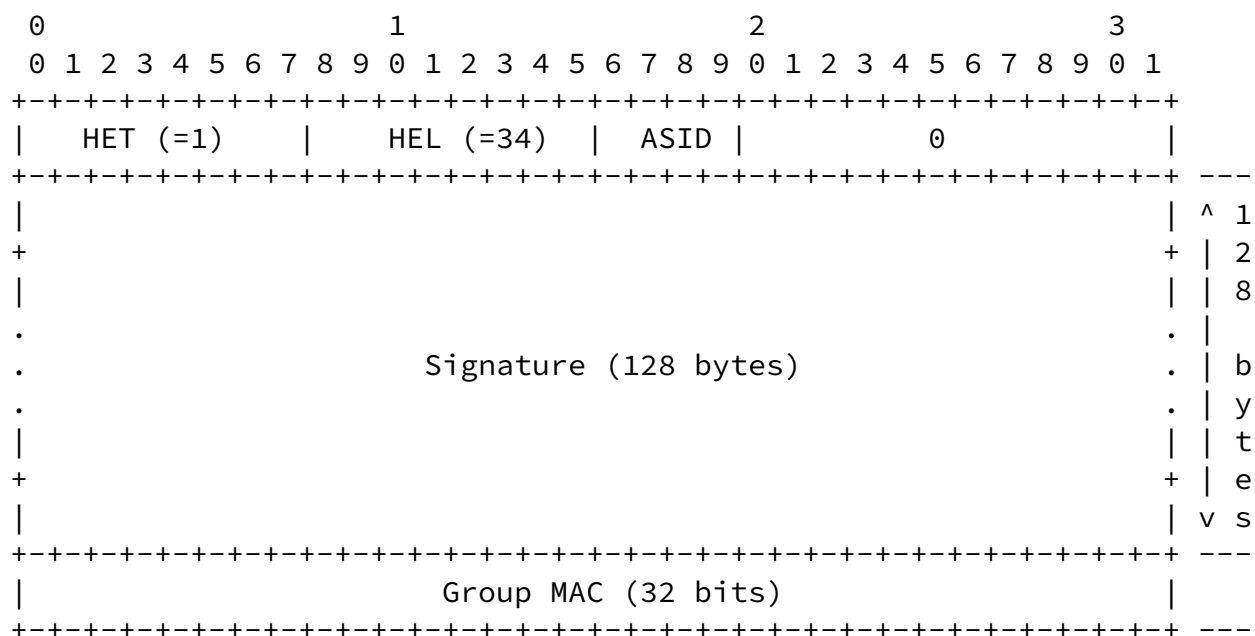 0                   1                   2                   3
 0 1 2 3 4 5 6 7 8 9 0 1 2 3 4 5 6 7 8 9 0 1 2 3 4 5 6 7 8 9 0 1
+-+-+-+-+-+-+-+-+-+-+-+-+-+-+-+-+-+-+-+-+-+-+-+-+-+-+-+-+-+-+-+-+
|   HET (=1)    |    HEL (=34)  |  ASID |          0            |
+-+-+-+-+-+-+-+-+-+-+-+-+-+-+-+-+-+-+-+-+-+-+-+-+-+-+-+-+-+-+-+-+ ---
|                                                               | ^ 1
+                                                               + | 2
|                                                               | | 8
.                                                               . |
.                      Signature (128 bytes)                    . | b
.                                                               . | y
|                                                               | | t
+                                                               + | e
|                                                               | v s
+-+-+-+-+-+-+-+-+-+-+-+-+-+-+-+-+-+-+-+-+-+-+-+-+-+-+-+-+-+-+-+-+ ---
|                       Group MAC (32 bits)                     |
+-+-+-+-+-+-+-+-+-+-+-+-+-+-+-+-+-+-+-+-+-+-+-+-+-+-+-+-+-+-+-+-+ ---